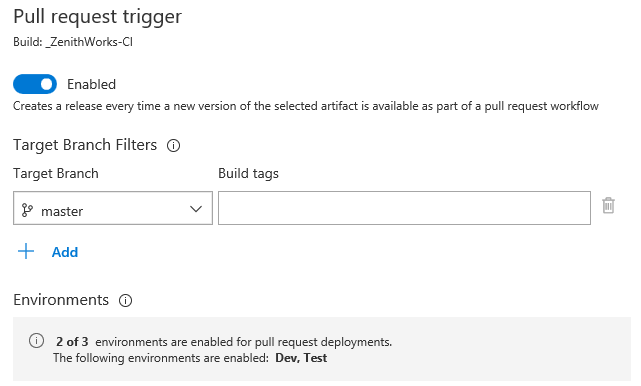 Pull request trigger
Build: _ZenithWorks-CI
Enabled
Creates a release every time a new version of the selected artifact is available as part of a pull request workflow
Target Branch Filters
Target Branch Build tags
master
Add
Environments
2 of 3 environments are enabled for pull request deployments.
The following environments are enabled: Dev, Test